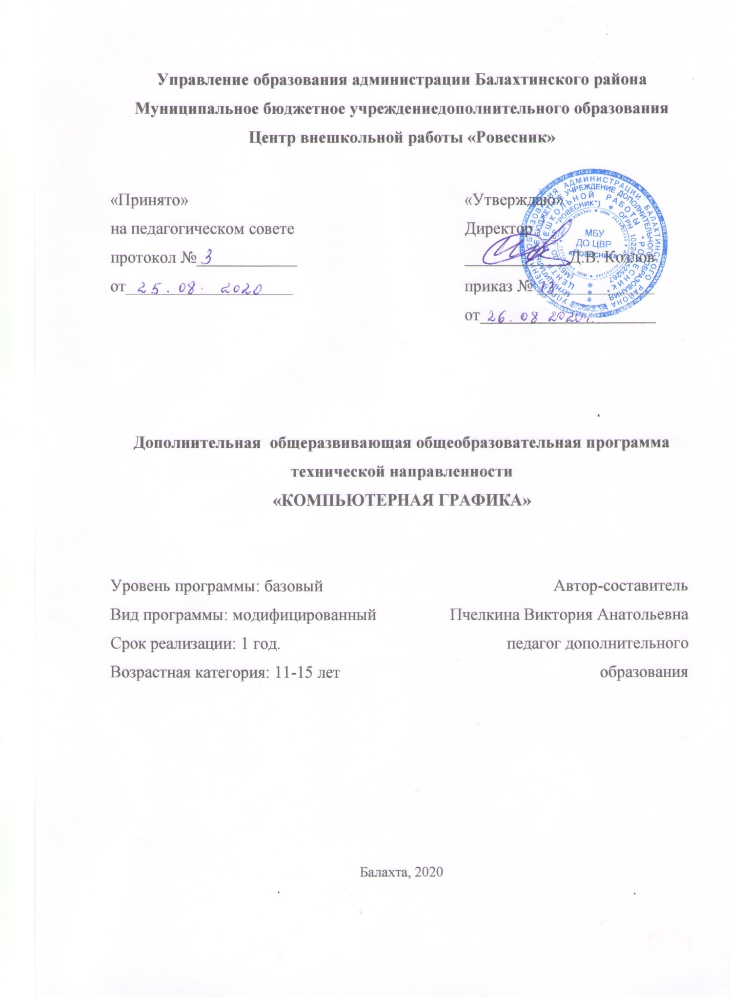 Управление образования администрации Балахтинского района
Муниципальное бюджетное учреждениедополнительного образования
Центр внешкольной работы «Ровесник»
«Принято»
на педагогическом совете
протокол № 3
от 25.08. 2020
«Утверждаю»
Директор
Д.В. Козлов
приказ № 13
от 26.08 2020г.
МБУ
ДО ЦВР
«Ровесник»
Дополнительная общеразвивающая общеобразовательная программа
технической направленности
«КОМПЬЮТЕРНАЯ ГРАФИКА»
Уровень программы: базовый
Вид программы: модифицированный
Срок реализации: 1 год.
Возрастная категория: 11-15 лет
Автор-составитель
Пчелкина Виктория Анатольевна
педагог дополнительного
образования
Балахта, 2020